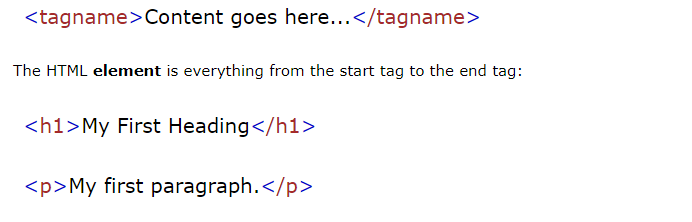 <tagname>Content goes here...</tagname>
The HTML element is everything from the start tag to the end tag:
<h1>My First Heading</h1>
<p>My first paragraph.</p>